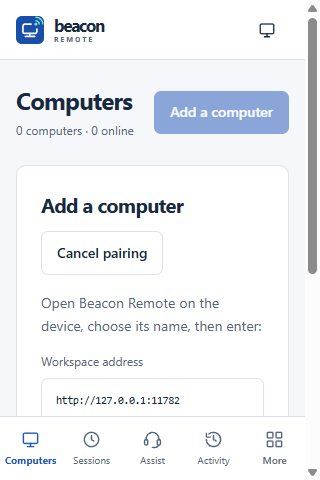 beacon
REMOTE
Computers
0 computers · 0 online
Add a computer
Add a computer
Cancel pairing
Open Beacon Remote on the
device, choose its name, then enter:
Workspace address
http://127.0.0.1:11782
Computers
Sessions
Assist
Activity
More